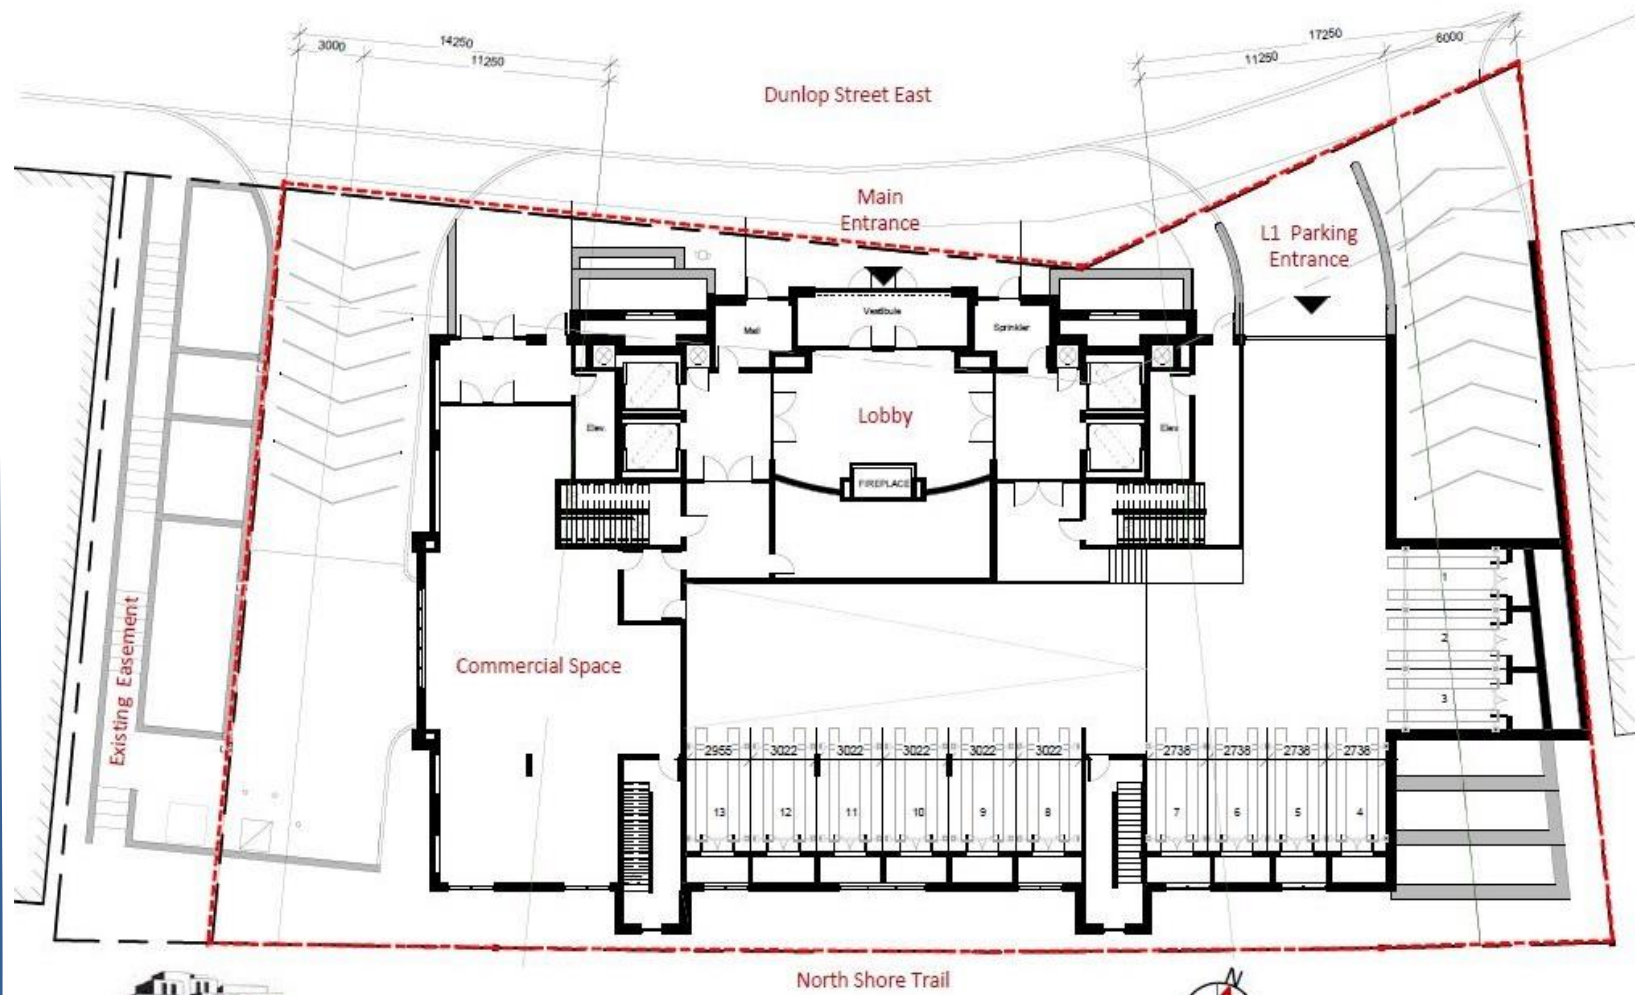 3000
14250
11250
17250
11250
6000
Dunlop Street East
Main
Entrance
L1 Parking
Entrance
Mail
Vestibule
Sprinkler
Lobby
Elev.
Elev.
FIREPLACE
Existing Easement
Commercial Space
1
2
3
2955
3022
3022
3022
3022
3022
2738
2738
2738
2738
13
12
11
10
9
8
7
6
5
4
North Shore Trail
N